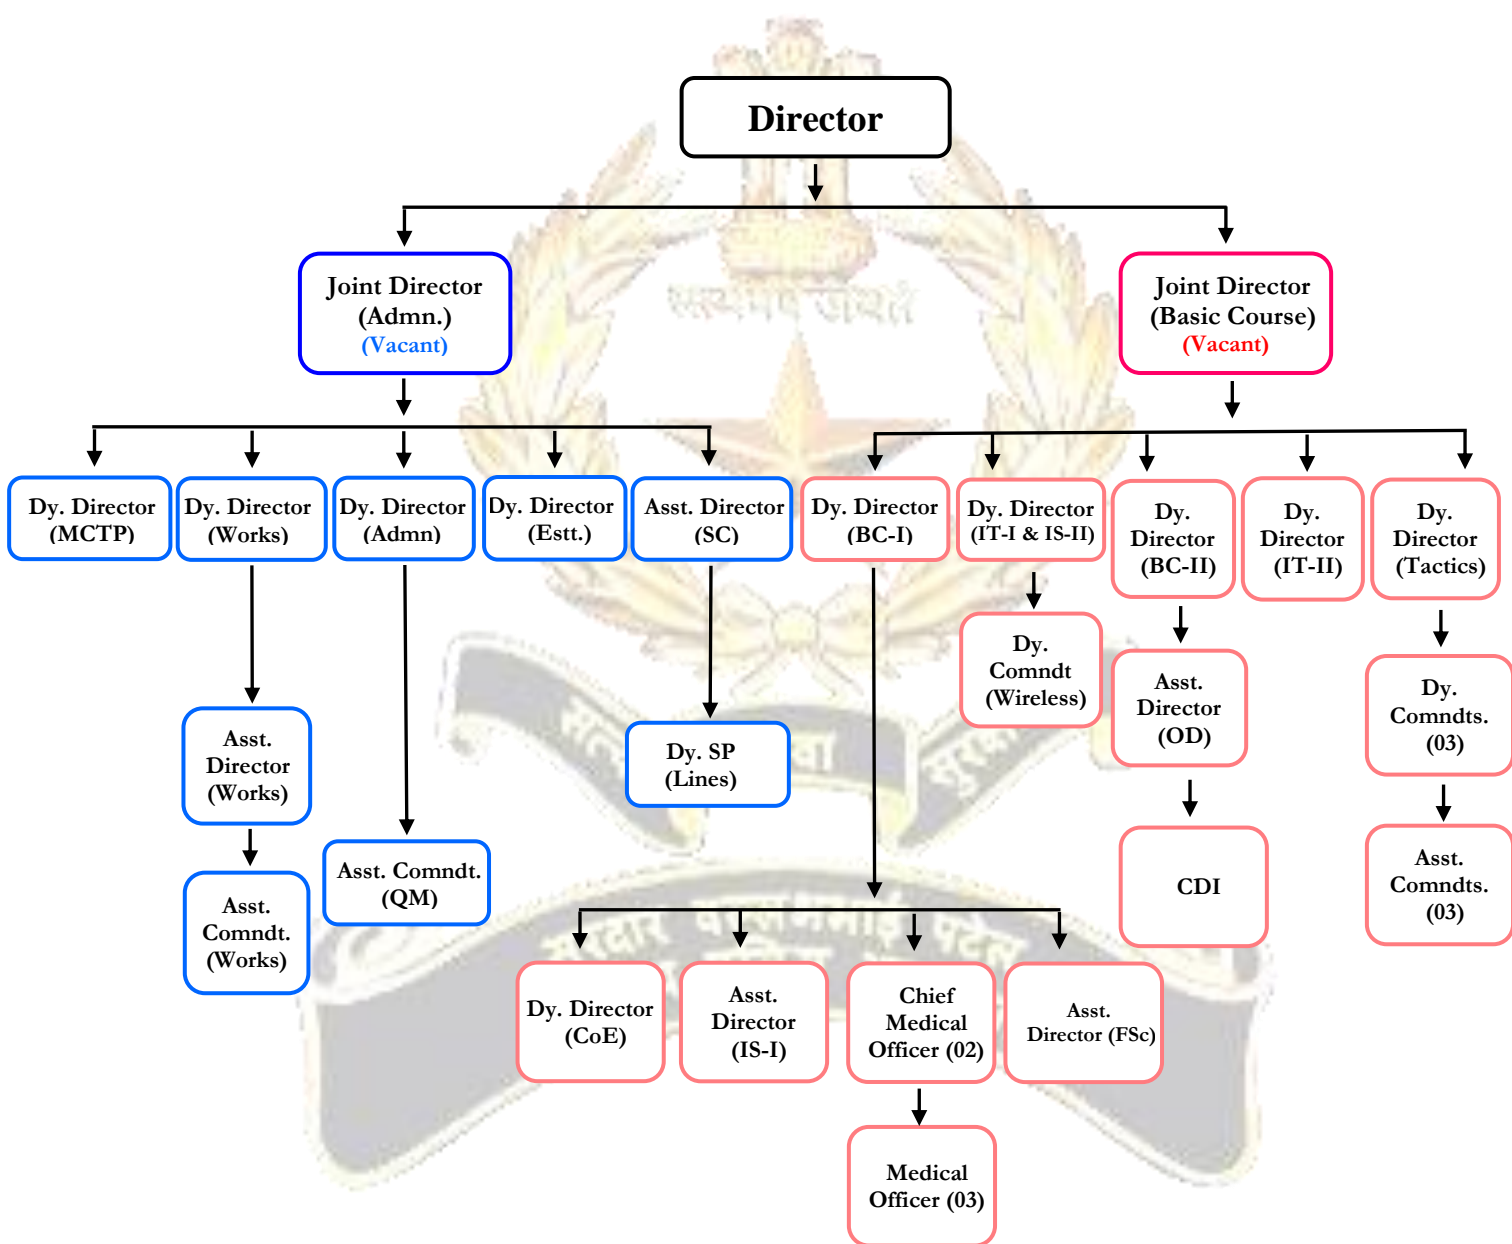 Director
Joint Director
(Admn.)
(Vacant)
Joint Director
(Basic Course)
(Vacant)
Dy. Director
(MCTP)
Dy. Director
(Works)
Dy. Director
(Admn)
Dy. Director
(Estt.)
Asst. Director
(SC)
Dy. Director
(BC-I)
Dy. Director
(IT-I & IS-II)
Dy.
Director
(BC-II)
Dy.
Director
(IT-II)
Dy.
Director
(Tactics)
Dy.
Comndt
(Wireless)
Asst.
Director
(OD)
Dy.
Comndts.
(03)
Asst.
Director
(Works)
Dy. SP
(Lines)
Asst. Comndt.
(QM)
CDI
Asst.
Comndts.
(03)
Asst.
Comndt.
(Works)
Dy. Director
(CoE)
Asst.
Director
(IS-I)
Chief
Medical
Officer (02)
Asst.
Director (FSc)
Medical
Officer (03)